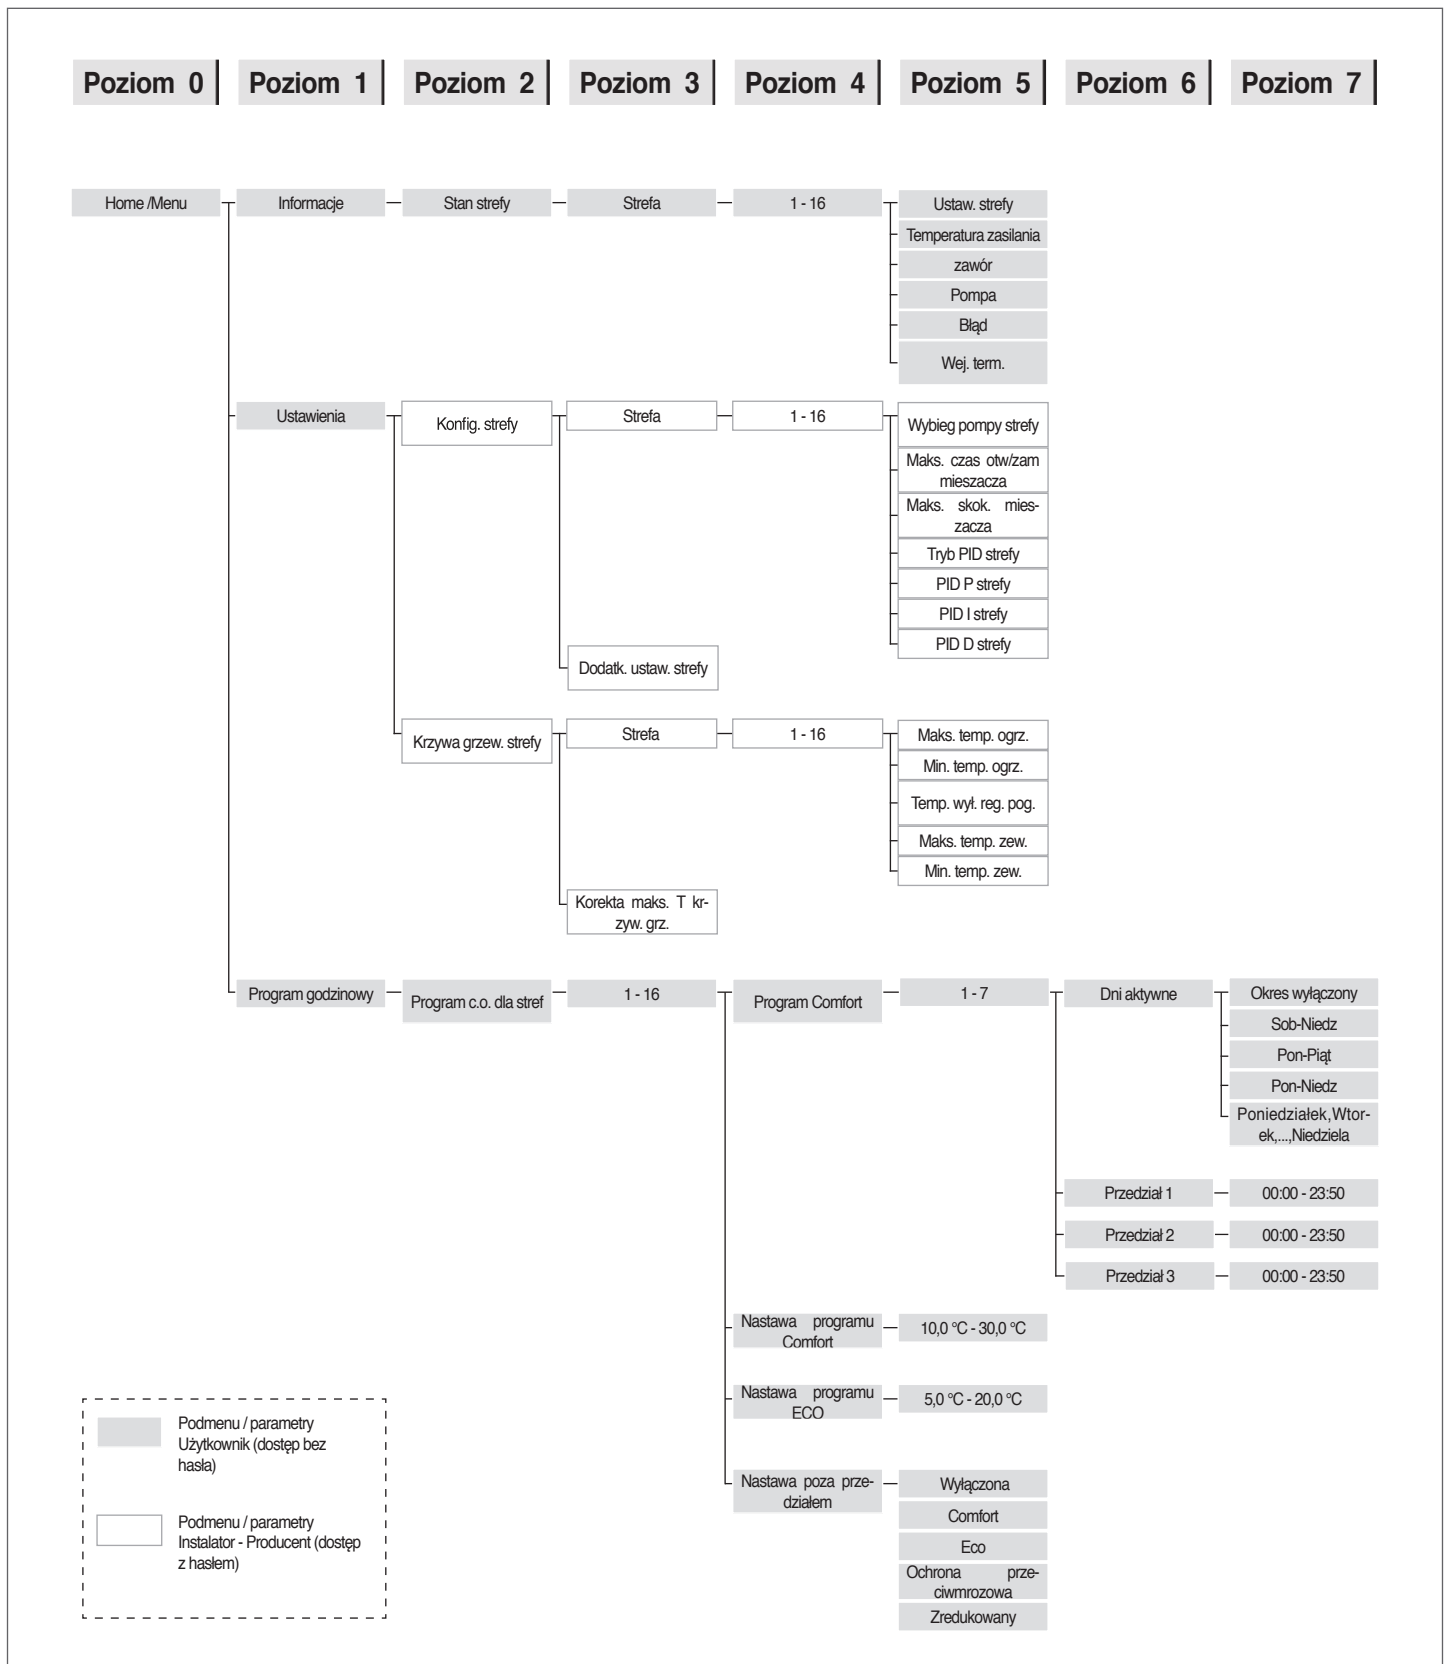 Poziom 0
Poziom 1
Poziom 2
Poziom 3
Poziom 4
Poziom 5
Poziom 6
Poziom 7
Home /Menu
Informacje
Stan strefy
Strefa
1 - 16
Ustaw. strefy
Temperatura zasilania
zawór
Pompa
Błąd
Wej. term.
Ustawienia
Konfig. strefy
Strefa
1 - 16
Wybieg pompy strefy
Maks. czas otw/zam
mieszacza
Maks. skok. mies-
zacza
Tryb PID strefy
PID P strefy
PID I strefy
PID D strefy
Dodatk. ustaw. strefy
Krzywa grzew. strefy
Strefa
1 - 16
Maks. temp. ogrz.
Min. temp. ogrz.
Temp. wył. reg. pog.
Maks. temp. zew.
Min. temp. zew.
Korekta maks. T kr-
zyw. grz.
Program godzinowy
Program c.o. dla stref
1 - 16
Program Comfort
1 - 7
Dni aktywne
Okres wyłączony
Sob-Niedz
Pon-Piąt
Pon-Niedz
Poniedziałek,Wtor-
ek,...,Niedziela
Przedział 1
00:00 - 23:50
Przedział 2
00:00 - 23:50
Przedział 3
00:00 - 23:50
Nastawa programu
Comfort
10,0 °C - 30,0 °C
Nastawa programu
ECO
5,0 °C - 20,0 °C
Nastawa poza prze-
działem
Wyłączona
Comfort
Eco
Ochrona prze-
ciwmrozowa
Zredukowany
Podmenu / parametry
Użytkownik (dostęp bez
hasła)
Podmenu / parametry
Instalator - Producent (dostęp
z hasłem)